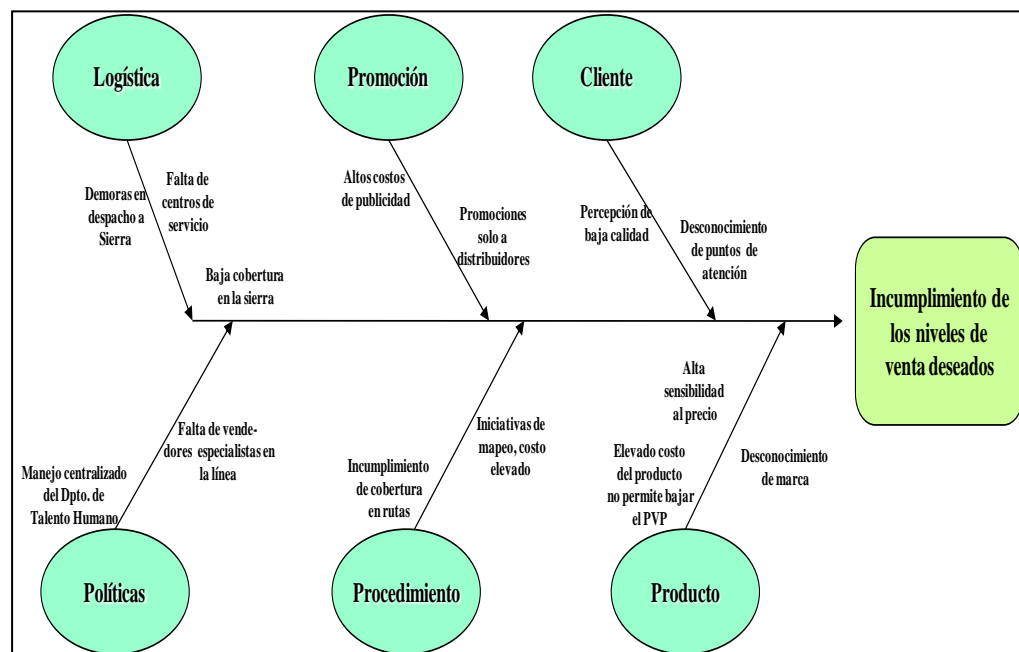 Logística
Promoción
Cliente
Falta de
centros de
servicio
Demoras en
despacho a
Sierra
Baja cobertura
en la sierra
Altos costos
de publicidad
Promociones
solo a
distribuidores
Percepción de
baja calidad
Desconocimiento
de puntos de
atención
Incumplimiento de
los niveles de
venta deseados
Manejo centralizado
del Dpto. de
Talento Humano
Falta de vende-
dores especialistas en
la línea
Incumplimiento
de cobertura
en rutas
Iniciativas de
mapeo, costo
elevado
Alta
sensibilidad
al precio
Elevado costo
del producto
no permite bajar
el PVP
Desconocimiento
de marca
Políticas
Procedimiento
Producto